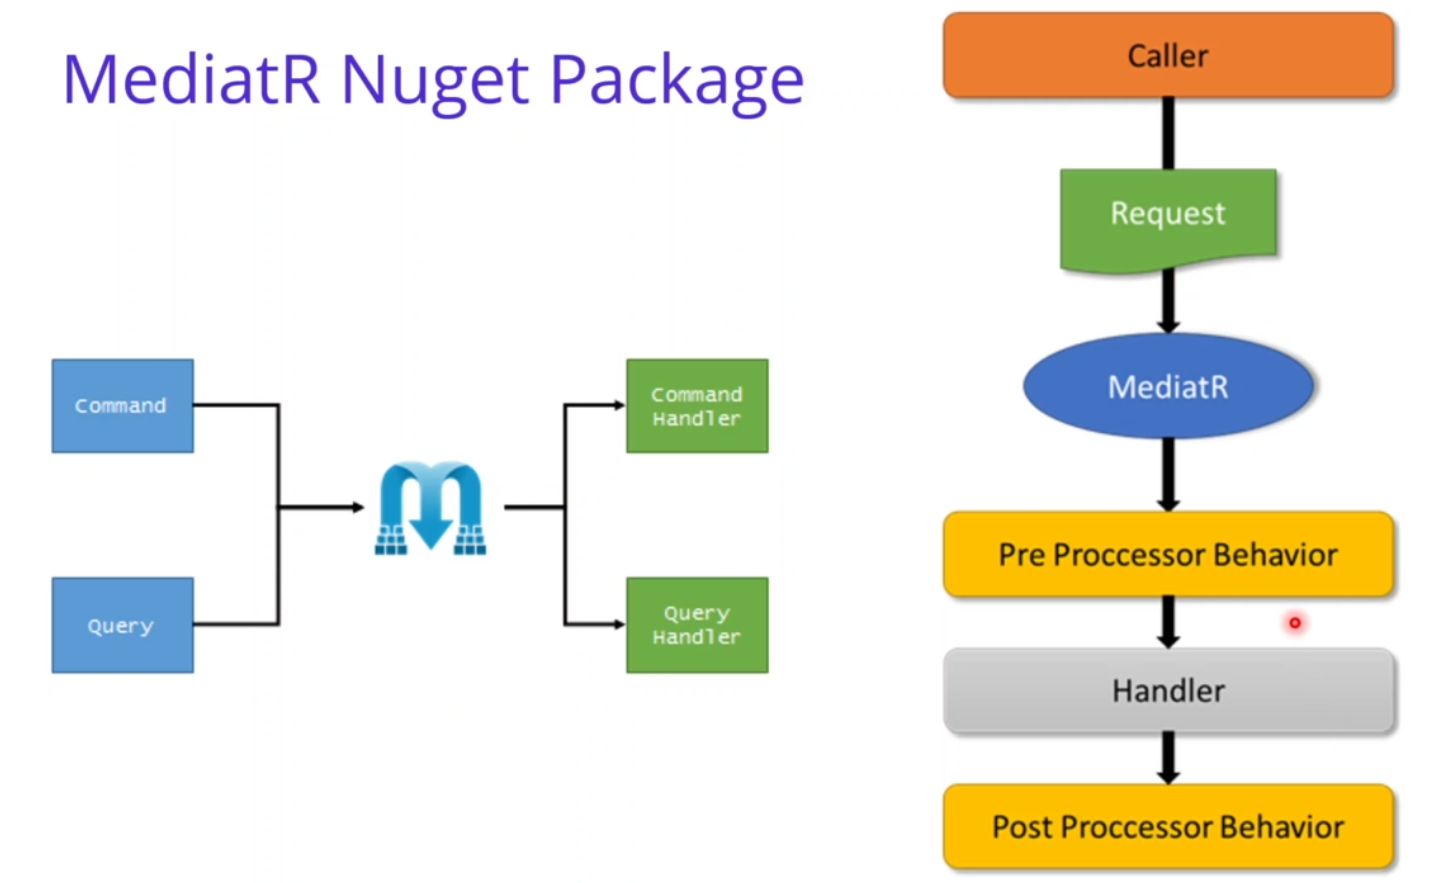 MediatR Nuget Package
Command
Query
Command
Handler
Query
Handler
Caller
Request
MediatR
Pre Proccessor Behavior
Handler
Post Proccessor Behavior